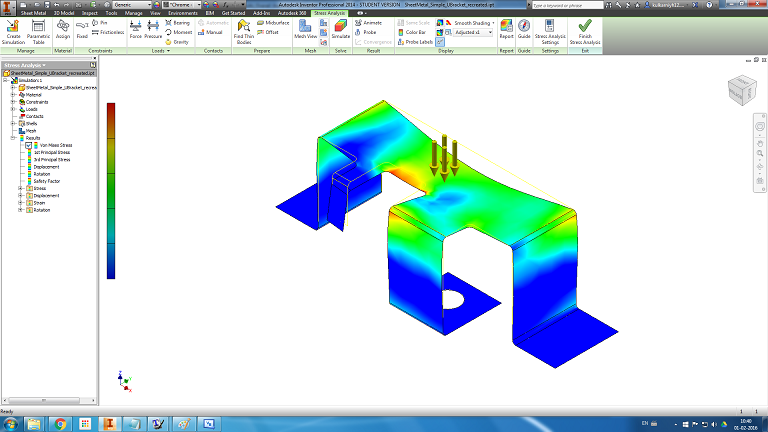 Generic
"Chrome C
Autodesk Inventor Professional 2014 - STUDENT VERSION SheetMetal_Simple_UBracket_recreated.ipt
Type a keyword or phrase
kulkarniyh12...
Sheet Metal 3D Model Inspect Tools Manage View Environments BIM Get Started Add-Ins Autodesk 360 Stress Analysis
Create Simulation
Parametric Table
Assign
Fixed
Pin
Frictionless
Force
Pressure
Bearing
Moment
Gravity
Automatic
Manual
Find Thin Bodies
Midsurface
Offset
Mesh View
Simulate
Animate
Probe
Convergence
Same Scale
Color Bar
Probe Labels
Smooth Shading
Adjusted x1
Report
Guide
Stress Analysis Settings
Finish Stress Analysis
Manage Material Constraints Loads Contacts Prepare Mesh Solve Result Display Report Guide Settings Exit
Stress Analysis
SheetMetal_Simple_UBracket_recreated.ipt
Simulation:1
SheetMetal_Simple_UBracket_recrea
Material
Constraints
Loads
Contacts
Shells
Mesh
Results
Von Mises Stress
1st Principal Stress
3rd Principal Stress
Displacement
Rotation
Safety Factor
Stress
Displacement
Strain
Rotation
Ready
1 1
EN
10:40
01-02-2016